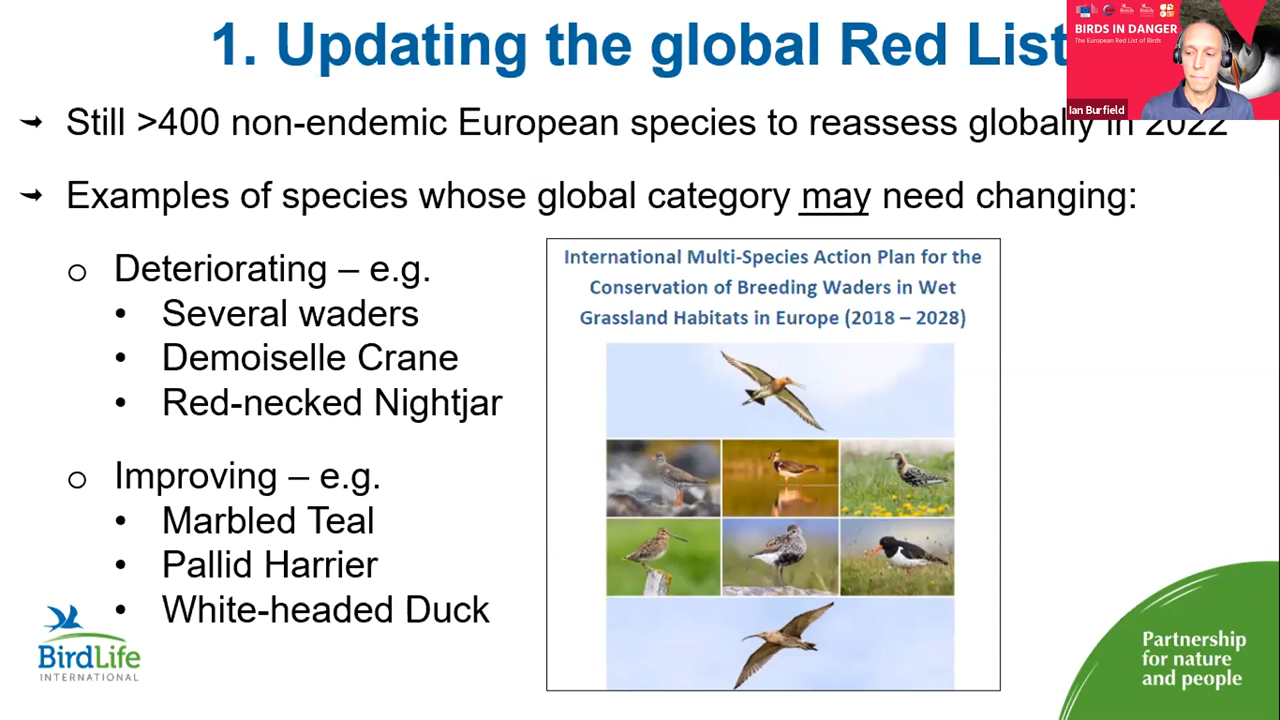 1. Updating the global Red List
BIRDS IN DANGER
The European Red List of Birds
Ian Burfield
→ Still >400 non-endemic European species to reassess globally in 2022
→ Examples of species whose global category may need changing:
o Deteriorating – e.g.
• Several waders
• Demoiselle Crane
• Red-necked Nightjar
o Improving – e.g.
• Marbled Teal
• Pallid Harrier
• White-headed Duck
International Multi-Species Action Plan for the
Conservation of Breeding Waders in Wet
Grassland Habitats in Europe (2018 – 2028)
BirdLife
INTERNATIONAL
Partnership
for nature
and people